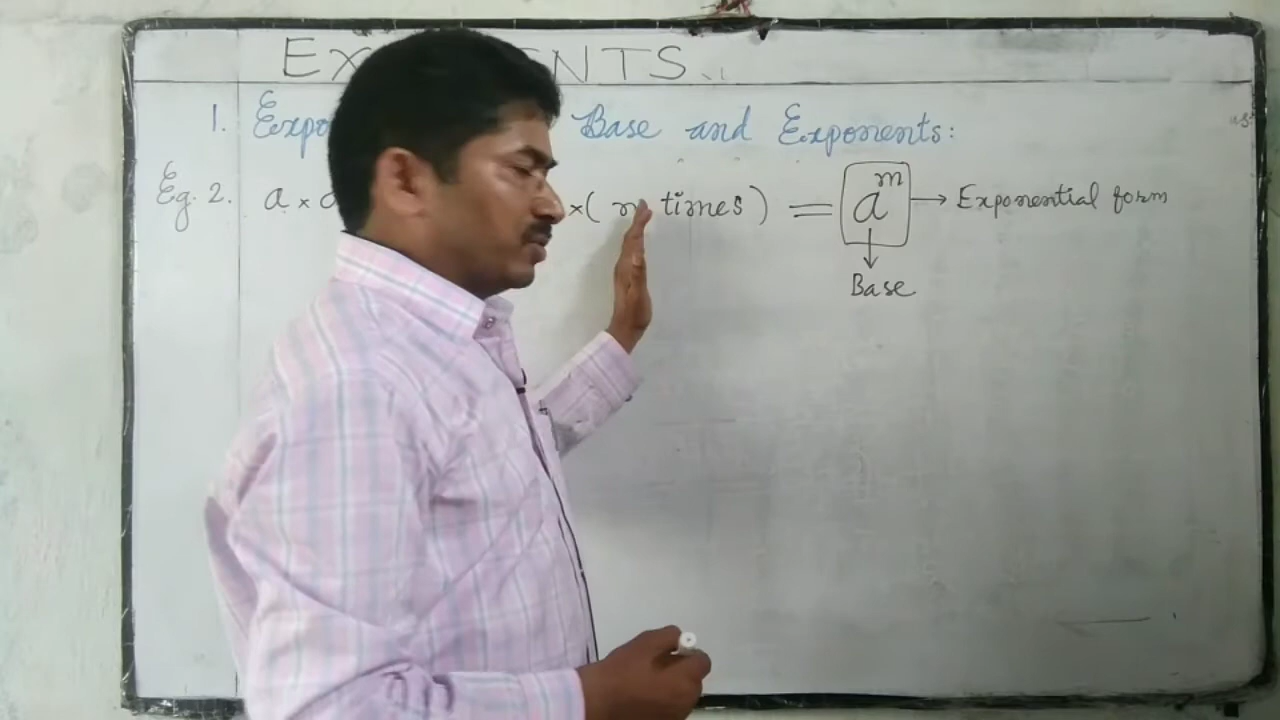 EX NTS
1. Expo Base and Exponents:
Eg. 2. a × a × ( m times ) = a^m → Exponential form
↓
Base